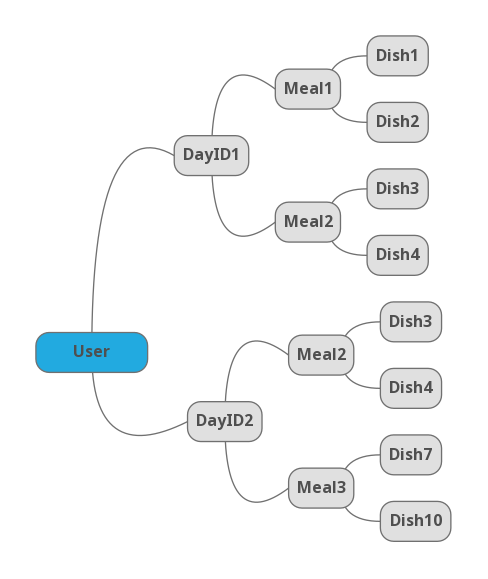 Dish1
Meal1
Dish2
DayID1
Dish3
Meal2
Dish4
User
Dish3
Meal2
Dish4
DayID2
Dish7
Meal3
Dish10